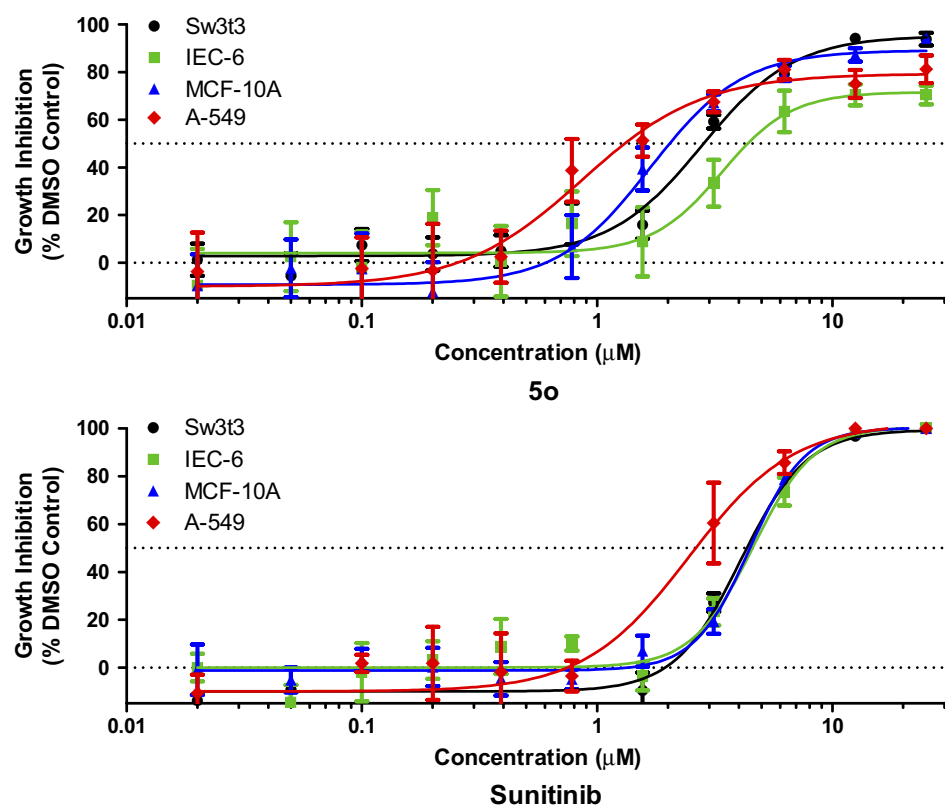 100
80
60
40
20
0
Growth Inhibition
(% DMSO Control)
Sw3t3
IEC-6
MCF-10A
A-549
0.01
0.1
1
10
Concentration (μM)
5o
100
80
60
40
20
0
Growth Inhibition
(% DMSO Control)
Sw3t3
IEC-6
MCF-10A
A-549
0.01
0.1
1
10
Concentration (μM)
Sunitinib